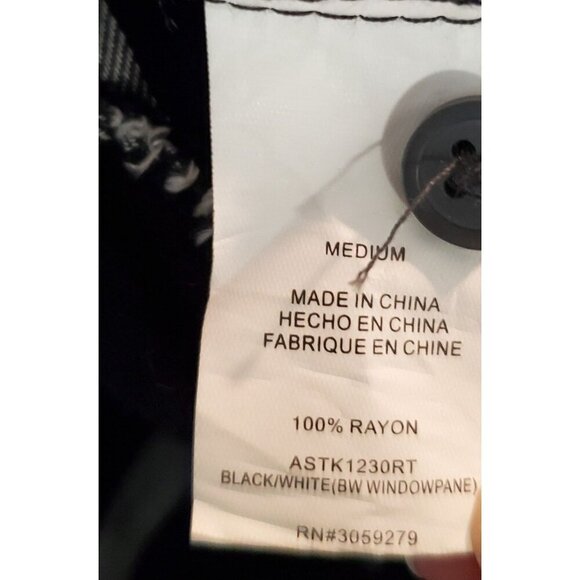 MEDIUM
MADE IN CHINA
HECHO EN CHINA
FABRIQUE EN CHINE
100% RAYON
ASTK1230RT
BLACK/WHITE(BW WINDOWPANE)
RN#3059279